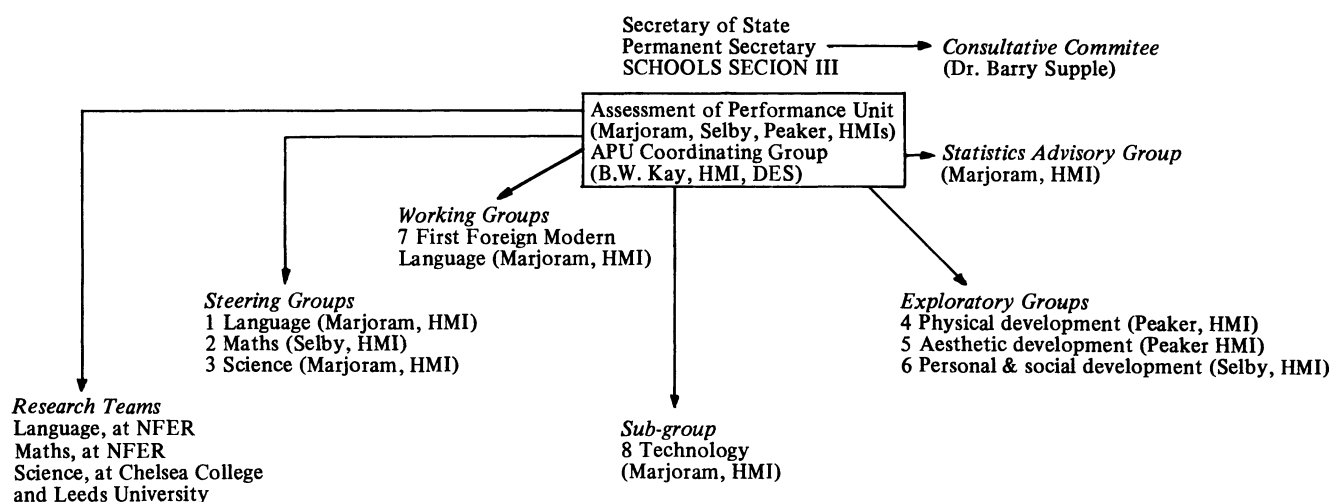 Secretary of State
Permanent Secretary
SCHOOLS SECION III
Consultative Commitee
(Dr. Barry Supple)
Assessment of Performance Unit
(Marjoram, Selby, Peaker, HMIs)
APU Coordinating Group
(B.W. Kay, HMI, DES)
Statistics Advisory Group
(Marjoram, HMI)
Working Groups
7 First Foreign Modern
Language (Marjoram, HMI)
Steering Groups
1 Language (Marjoram, HMI)
2 Maths (Selby, HMI)
3 Science (Marjoram, HMI)
Exploratory Groups
4 Physical development (Peaker, HMI)
5 Aesthetic development (Peaker HMI)
6 Personal & social development (Selby, HMI)
Research Teams
Language, at NFER
Maths, at NFER
Science, at Chelsea College
and Leeds University
Sub-group
8 Technology
(Marjoram, HMI)